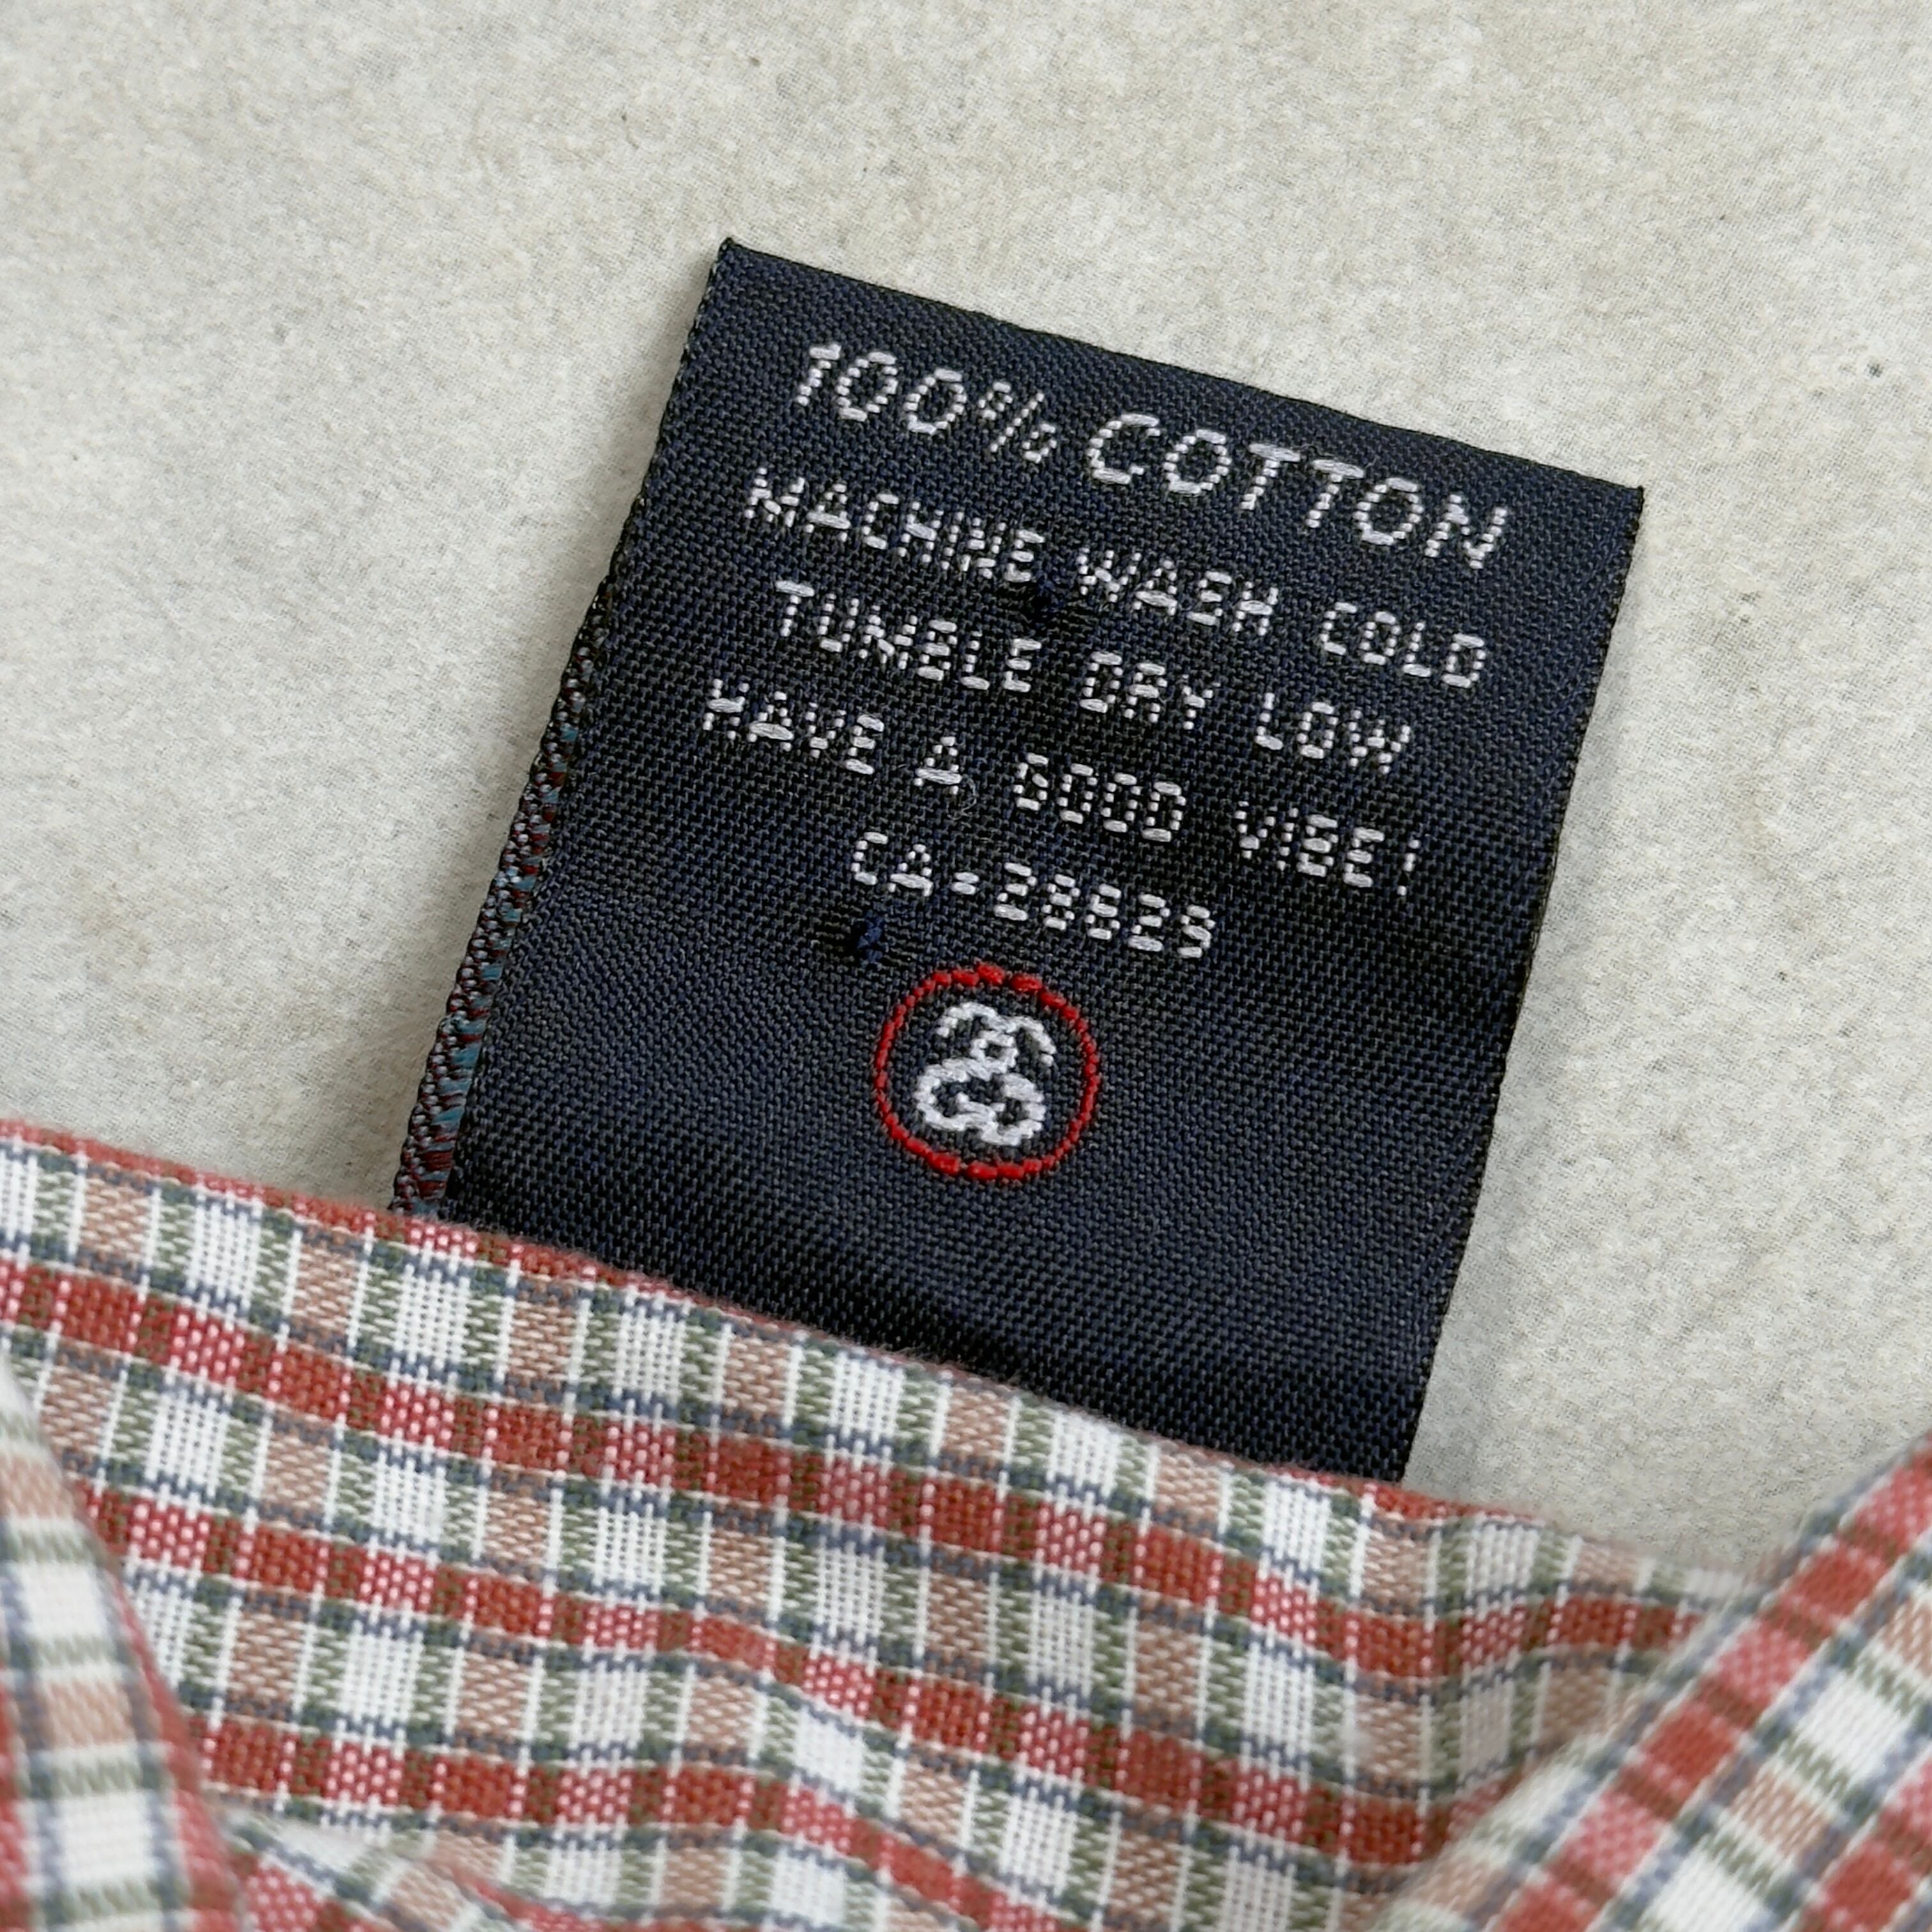 100% COTTON
MACHINE WASH COLD
TUMBLE DRY LOW
HAVE A GOOD VIBE!
CA-28829